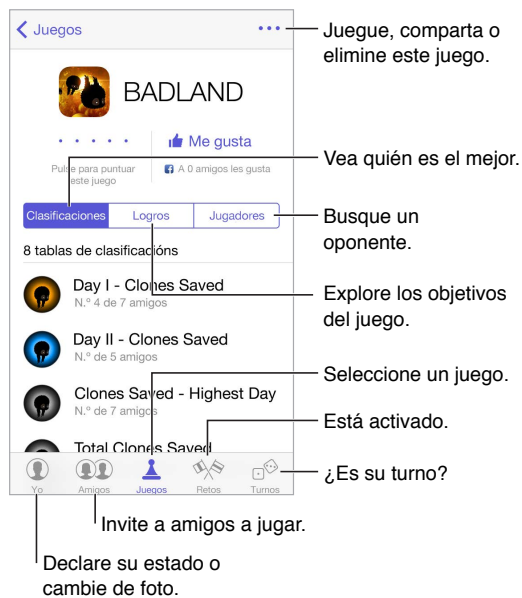 Juegos
Juegue, comparta o
elimine este juego.
BADLAND
Me gusta
Pulse para puntuar
este juego
A 0 amigos les gusta
Vea quién es el mejor.
Clasificaciones
Logros
Jugadores
Busque un
oponente.
8 tablas de clasificacións
Day I - Clones Saved
N.º 4 de 7 amigos
Explore los objetivos
del juego.
Day II - Clones Saved
N.º de 5 amigos
Seleccione un juego.
Clones Saved - Highest Day
N.º de 7 amigos
Está activado.
Total Clones Saved
¿Es su turno?
Yo
Amigos
Juegos
Retos
Turnos
Invite a amigos a jugar.
Declare su estado o
cambie de foto.